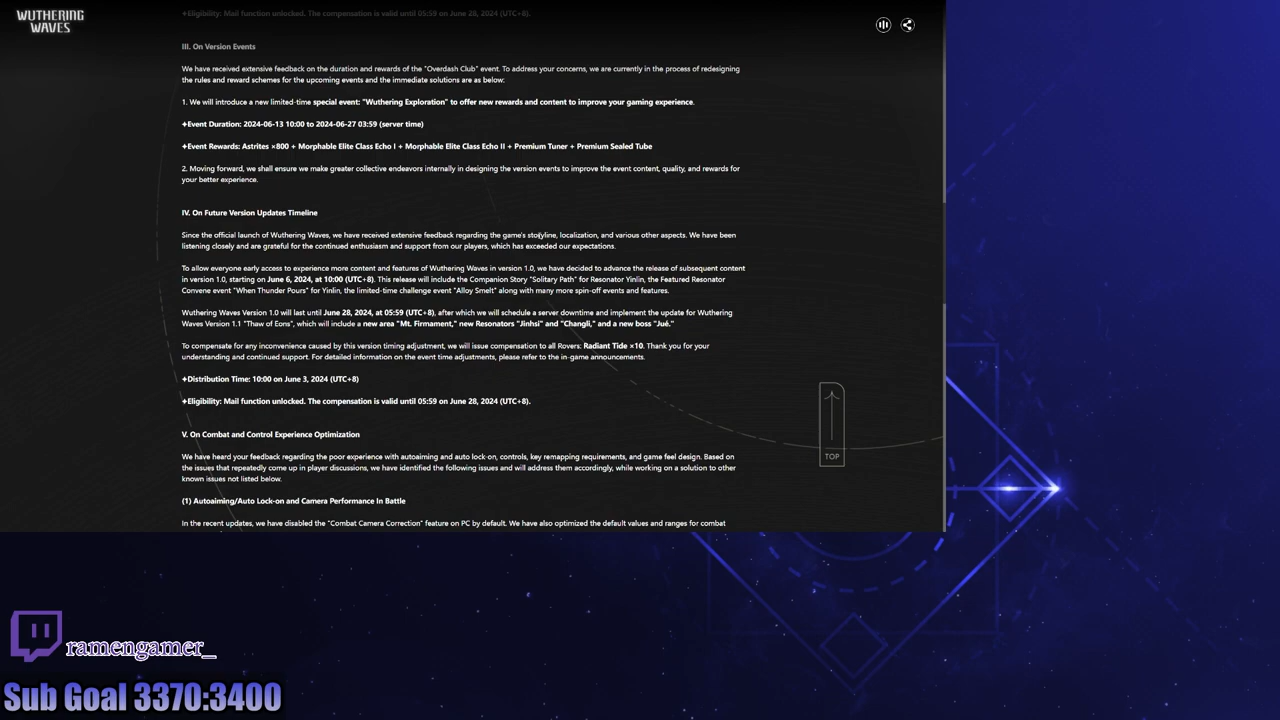 WUTHERING
WAVES
✦Eligibility: Mail function unlocked. The compensation is valid until 05:59 on June 28, 2024 (UTC+8).
III. On Version Events
We have received extensive feedback on the duration and rewards of the "Overdash Club" event. To address your concerns, we are currently in the process of redesigning
the rules and reward schemes for the upcoming events and the immediate solutions are as below:
1. We will introduce a new limited-time special event: "Wuthering Exploration" to offer new rewards and content to improve your gaming experience.
✦Event Duration: 2024-06-13 10:00 to 2024-06-27 03:59 (server time)
✦Event Rewards: Astrites ×800 + Morphable Elite Class Echo I + Morphable Elite Class Echo II + Premium Tuner + Premium Sealed Tube
2. Moving forward, we shall ensure we make greater collective endeavors internally in designing the version events to improve the event content, quality, and rewards for
your better experience.
IV. On Future Version Updates Timeline
Since the official launch of Wuthering Waves, we have received extensive feedback regarding the game's storyline, localization, and various other aspects. We have been
listening closely and are grateful for the continued enthusiasm and support from our players, which has exceeded our expectations.
To allow everyone early access to experience more content and features of Wuthering Waves in version 1.0, we have decided to advance the release of subsequent content
in version 1.0, starting on June 6, 2024, at 10:00 (UTC+8). This release will include the Companion Story "Solitary Path" for Resonator Yinlin, the Featured Resonator
Convene event "When Thunder Pours" for Yinlin, the limited-time challenge event "Alloy Smelt" along with many more spin-off events and features.
Wuthering Waves Version 1.0 will last until June 28, 2024, at 05:59 (UTC+8), after which we will schedule a server downtime and implement the update for Wuthering
Waves Version 1.1 "Thaw of Eons", which will include a new area "Mt. Firmament," new Resonators "Jinhsi" and "Changli," and a new boss "Jué."
To compensate for any inconvenience caused by this version timing adjustment, we will issue compensation to all Rovers: Radiant Tide ×10. Thank you for your
understanding and continued support. For detailed information on the event time adjustments, please refer to the in-game announcements.
✦Distribution Time: 10:00 on June 3, 2024 (UTC+8)
✦Eligibility: Mail function unlocked. The compensation is valid until 05:59 on June 28, 2024 (UTC+8).
V. On Combat and Control Experience Optimization
We have heard your feedback regarding the poor experience with autoaiming and auto lock-on, controls, key remapping requirements, and game feel design. Based on
the issues that repeatedly come up in player discussions, we have identified the following issues and will address them accordingly, while working on a solution to other
known issues not listed below.
TOP
(1) Autoaiming/Auto Lock-on and Camera Performance In Battle
In the recent updates, we have disabled the "Combat Camera Correction" feature on PC by default. We have also optimized the default values and ranges for combat
ramengamer_
Sub Goal 3370:3400